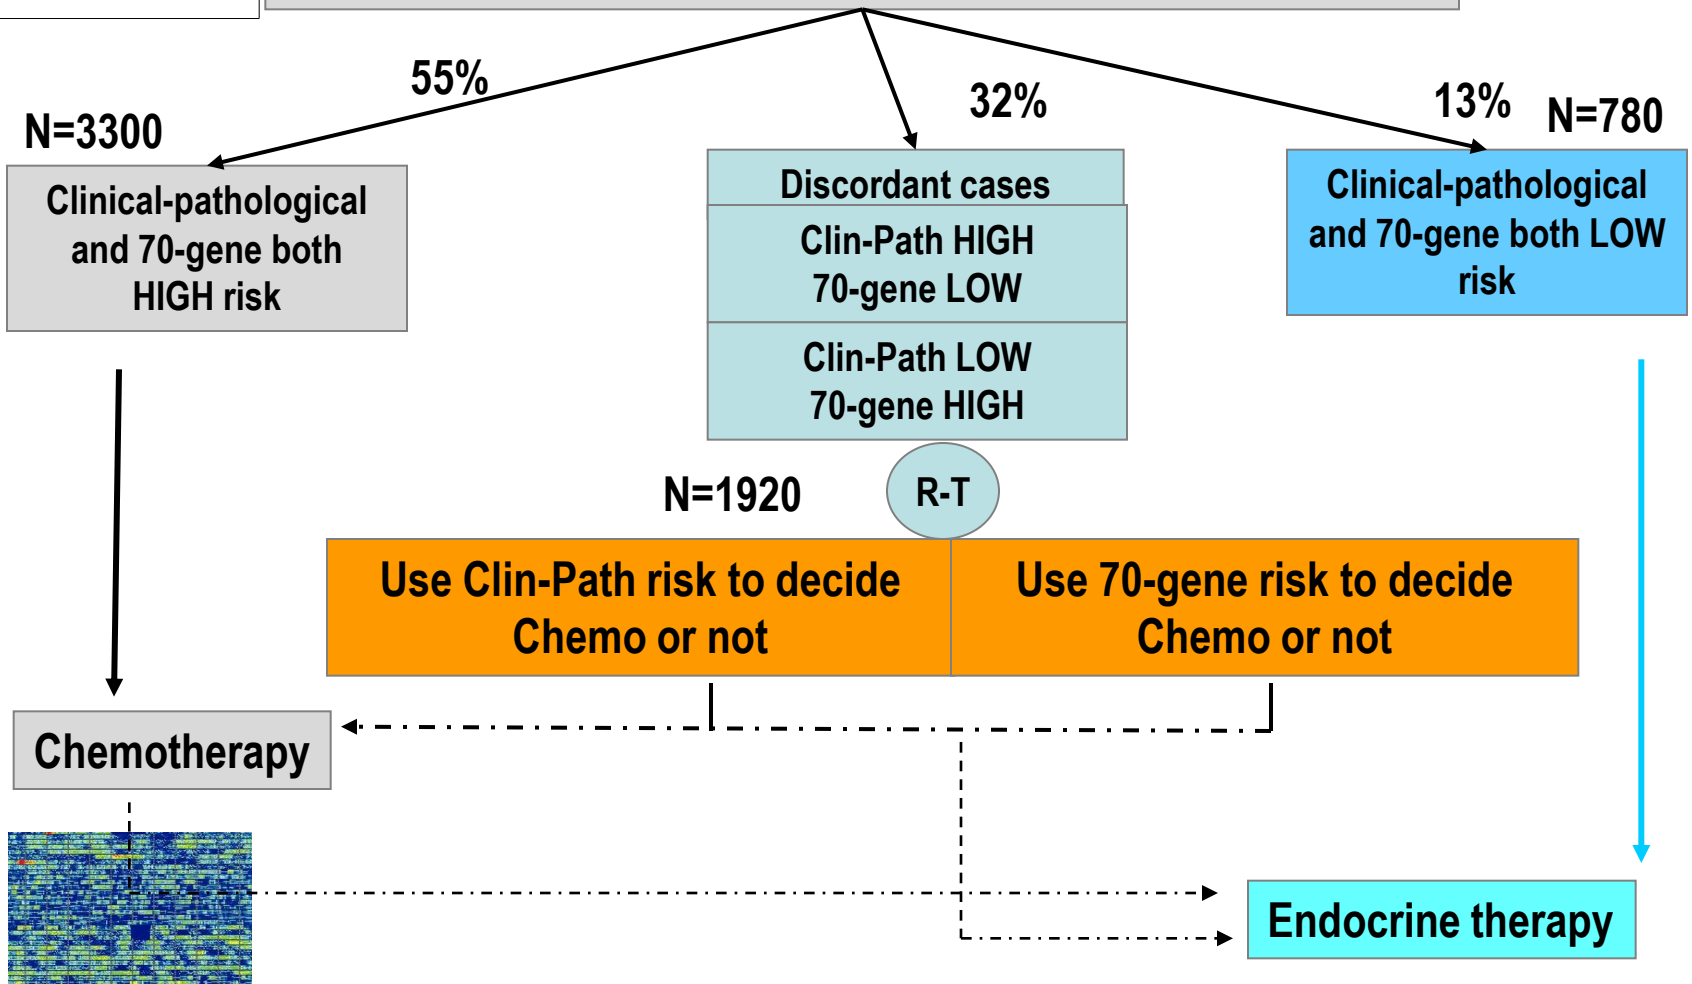 55%
32%
13%
N=3300
N=780
Clinical-pathological
and 70-gene both
HIGH risk
Discordant cases
Clin-Path HIGH
70-gene LOW
Clin-Path LOW
70-gene HIGH
Clinical-pathological
and 70-gene both LOW
risk
N=1920
R-T
Use Clin-Path risk to decide
Chemo or not
Use 70-gene risk to decide
Chemo or not
Chemotherapy
Endocrine therapy